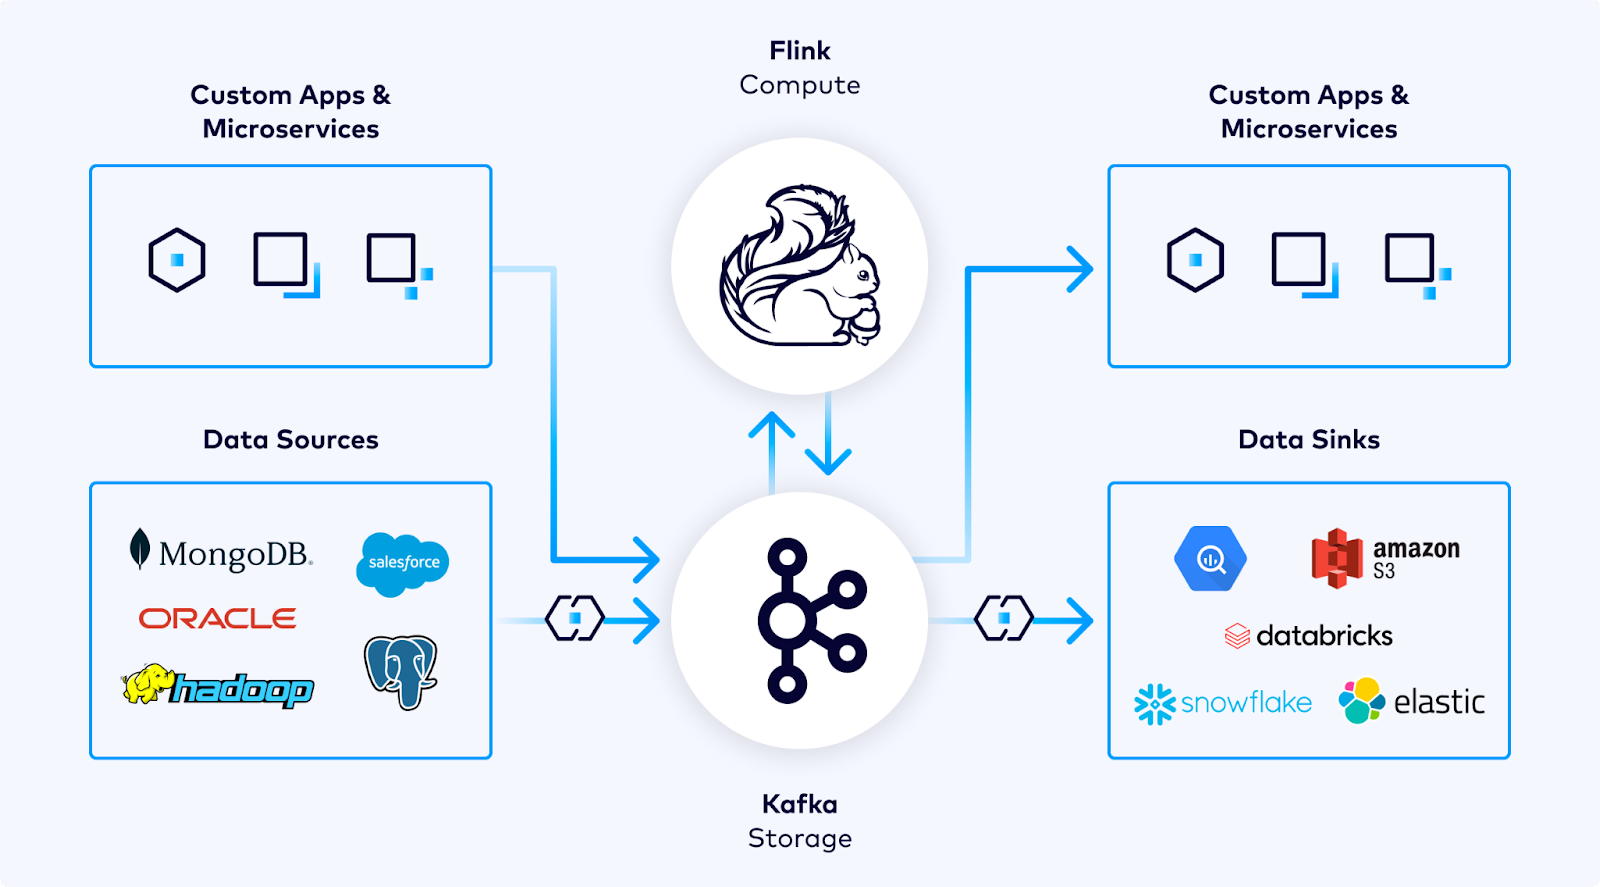 Flink
Compute
Custom Apps &
Microservices
Custom Apps &
Microservices
Data Sources
Data Sinks
MongoDB®
salesforce
ORACLE
hadoop
amazon
S3
databricks
snowflake
elastic
Kafka
Storage